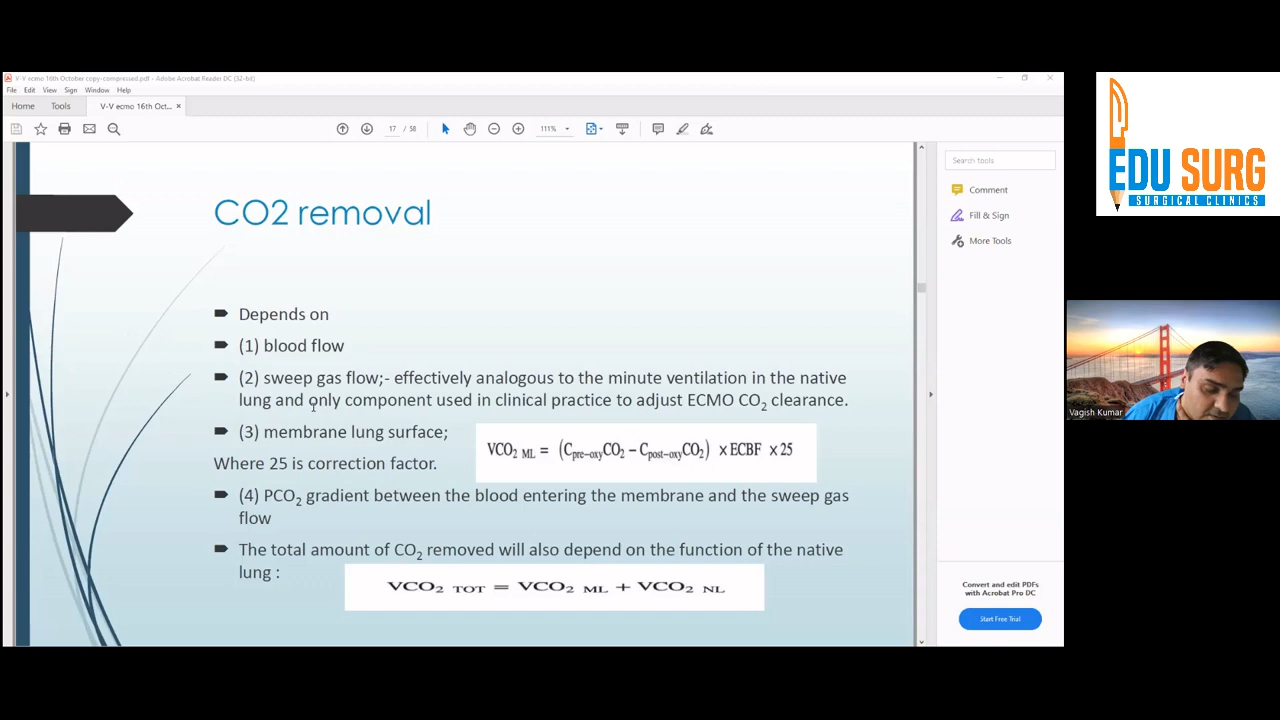 V-V ecmo 16th October copy-compressed.pdf - Adobe Acrobat Reader DC (32-bit)
File Edit View Sign Window Help
Home Tools V-V ecmo 16th Oct... ×
17 / 58 111%
CO2 removal
Depends on
(1) blood flow
(2) sweep gas flow;- effectively analogous to the minute ventilation in the native
lung and only component used in clinical practice to adjust ECMO CO₂ clearance.
(3) membrane lung surface;
VCO₂ ML = (Cpre–oxyCO₂ – Cpost–oxyCO₂) x ECBF x 25
Where 25 is correction factor.
(4) PCO₂ gradient between the blood entering the membrane and the sweep gas
flow
The total amount of CO₂ removed will also depend on the function of the native
lung :
VCO₂ TOT = VCO₂ ML + VCO₂ NL
Search tools
Comment
Fill & Sign
More Tools
Convert and edit PDFs
with Acrobat Pro DC
Start Free Trial
EDU SURG
SURGICAL CLINICS
Vagish Kumar